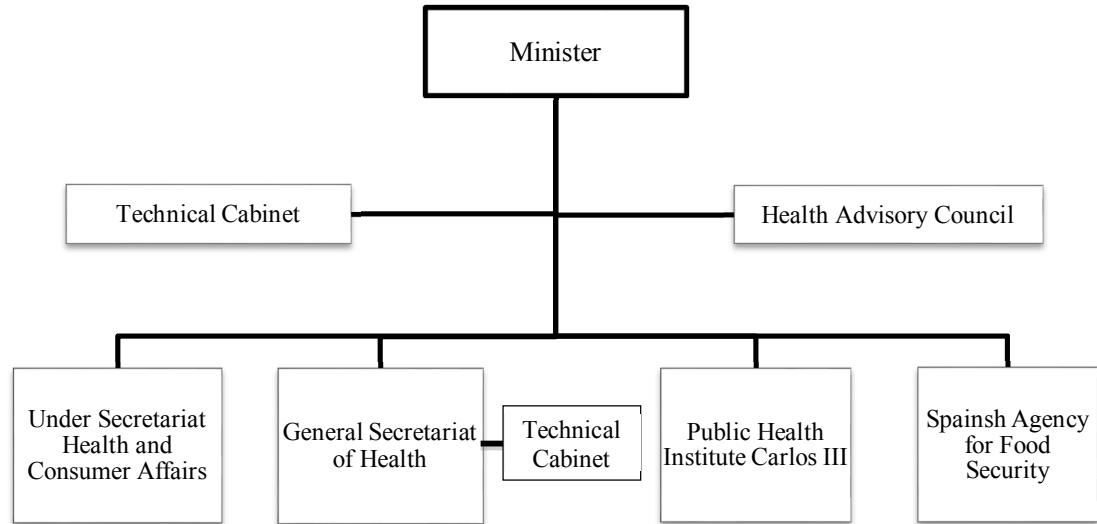 Minister
Technical Cabinet
Health Advisory Council
Under Secretariat
Health and
Consumer Affairs
General Secretariat
of Health
Technical
Cabinet
Public Health
Institute Carlos III
Spainsh Agency
for Food
Security